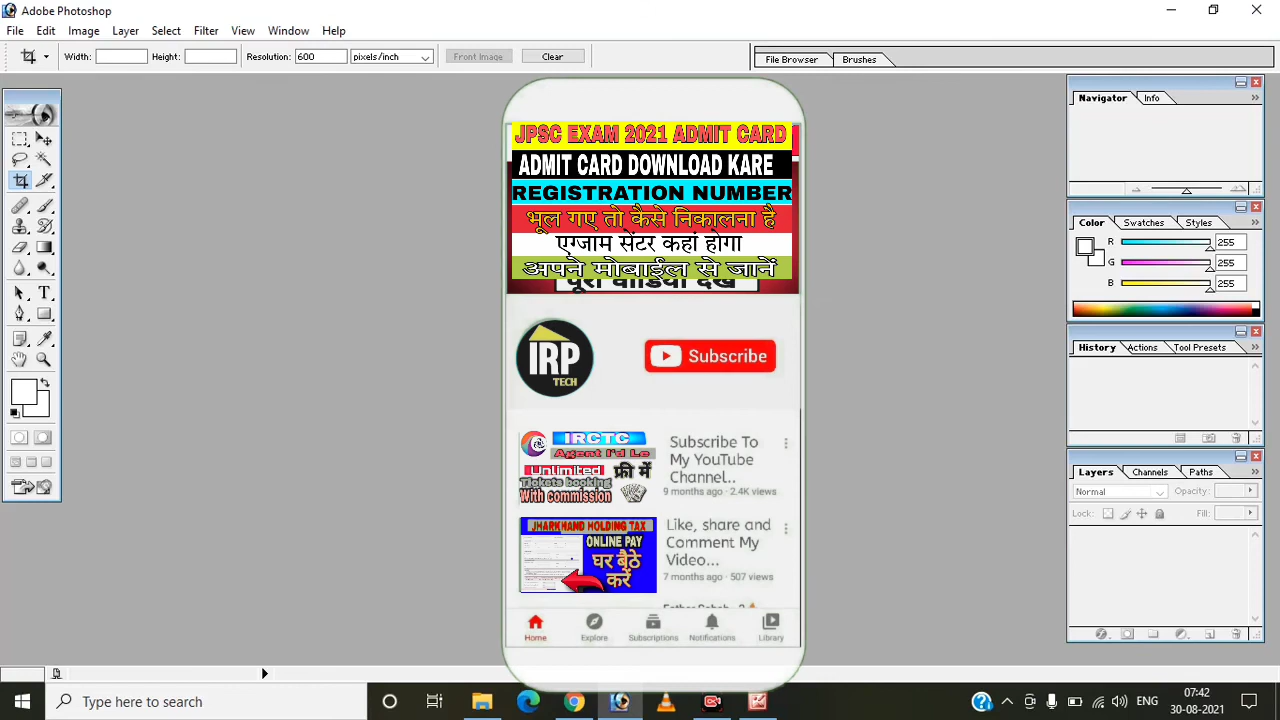 Adobe Photoshop
File Edit Image Layer Select Filter View Window Help
Width: Height: Resolution: 600 pixels/inch Front Image Clear File Browser Brushes
JPSC EXAM 2021 ADMIT CARD
ADMIT CARD DOWNLOAD KARE
REGISTRATION NUMBER
भूल गए तो कैसे निकालना है
एग्जाम सेंटर कहां होगा
अपने मोबाईल से जानें
पूरा वीडियो देखें
IRP
TECH
Subscribe
IRCTC
Agent I'd Le
Unlimited फ्री में
Tickets booking
With commission
Subscribe To
My YouTube
Channel..
9 months ago · 2.4K views
JHARKHAND HOLDING TAX
ONLINE PAY
घर बैठे
करें
Like, share and
Comment My
Video...
7 months ago · 507 views
Home Explore Subscriptions Notifications Library
Navigator Info
Color Swatches Styles
R 255
G 255
B 255
History Actions Tool Presets
Layers Channels Paths
Normal Opacity:
Lock: Fill:
Type here to search
ENG
07:42
30-08-2021